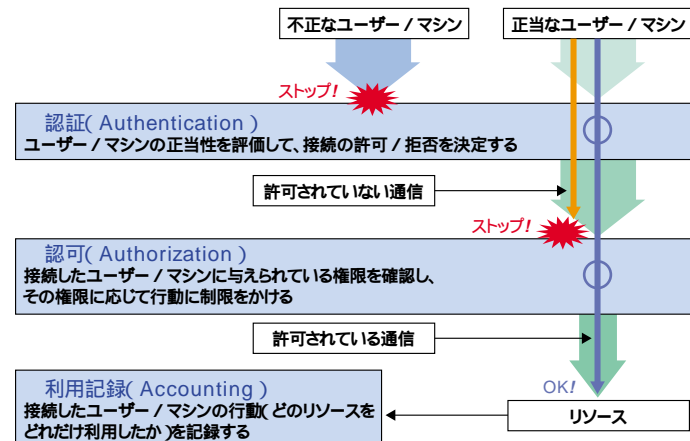 不正なユーザー / マシン
正当なユーザー / マシン
ストップ!
認証( Authentication )
ユーザー / マシンの正当性を評価して、接続の許可 / 拒否を決定する
許可されていない通信
ストップ!
認可( Authorization )
接続したユーザー / マシンに与えられている権限を確認し、
その権限に応じて行動に制限をかける
許可されている通信
利用記録( Accounting )
接続したユーザー / マシンの行動( どのリソースを
どれだけ利用したか )を記録する
OK!
リソース